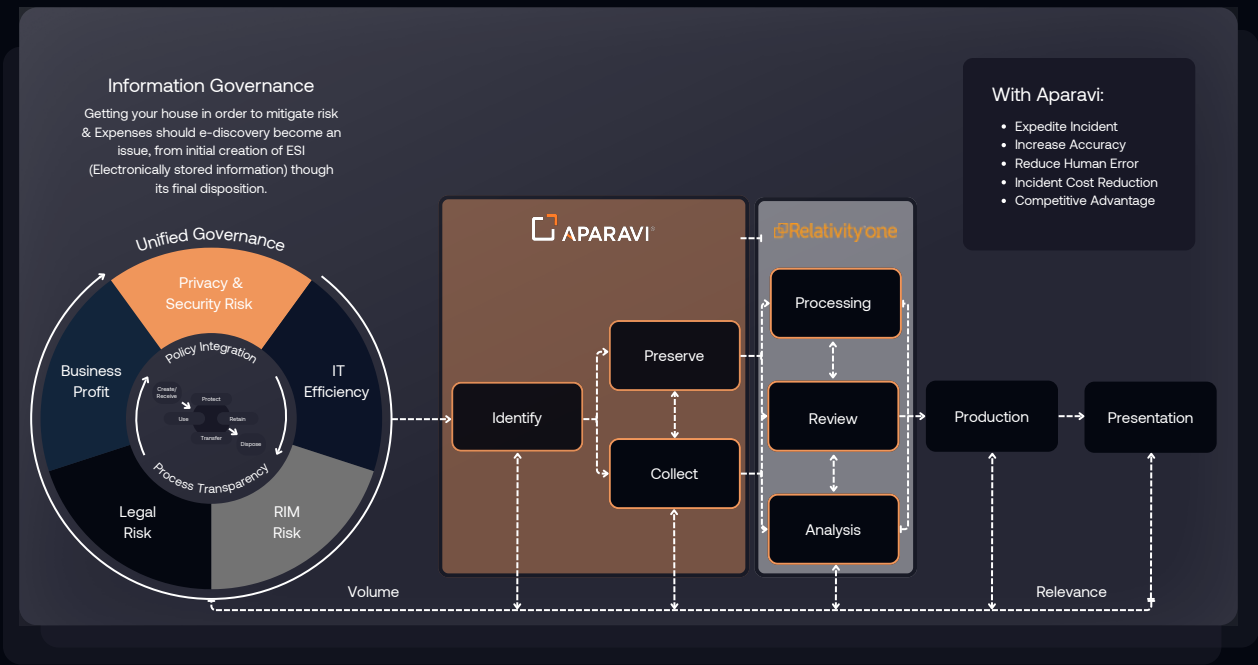 Information Governance
Getting your house in order to mitigate risk
& Expenses should e-discovery become an
issue, from initial creation of ESI
(Electronically stored information) though
its final disposition.
With Aparavi:
• Expedite Incident
• Increase Accuracy
• Reduce Human Error
• Incident Cost Reduction
• Competitive Advantage
Unified Governance
Privacy &
Security Risk
Business
Profit
IT
Efficiency
Legal
Risk
RIM
Risk
Policy Integration
Create/
Receive
Protect
Use
Retain
Transfer
Dispose
Process Transparency
APARAVI
Identify
Preserve
Collect
Relativity one
Processing
Review
Analysis
Production
Presentation
Volume
Relevance